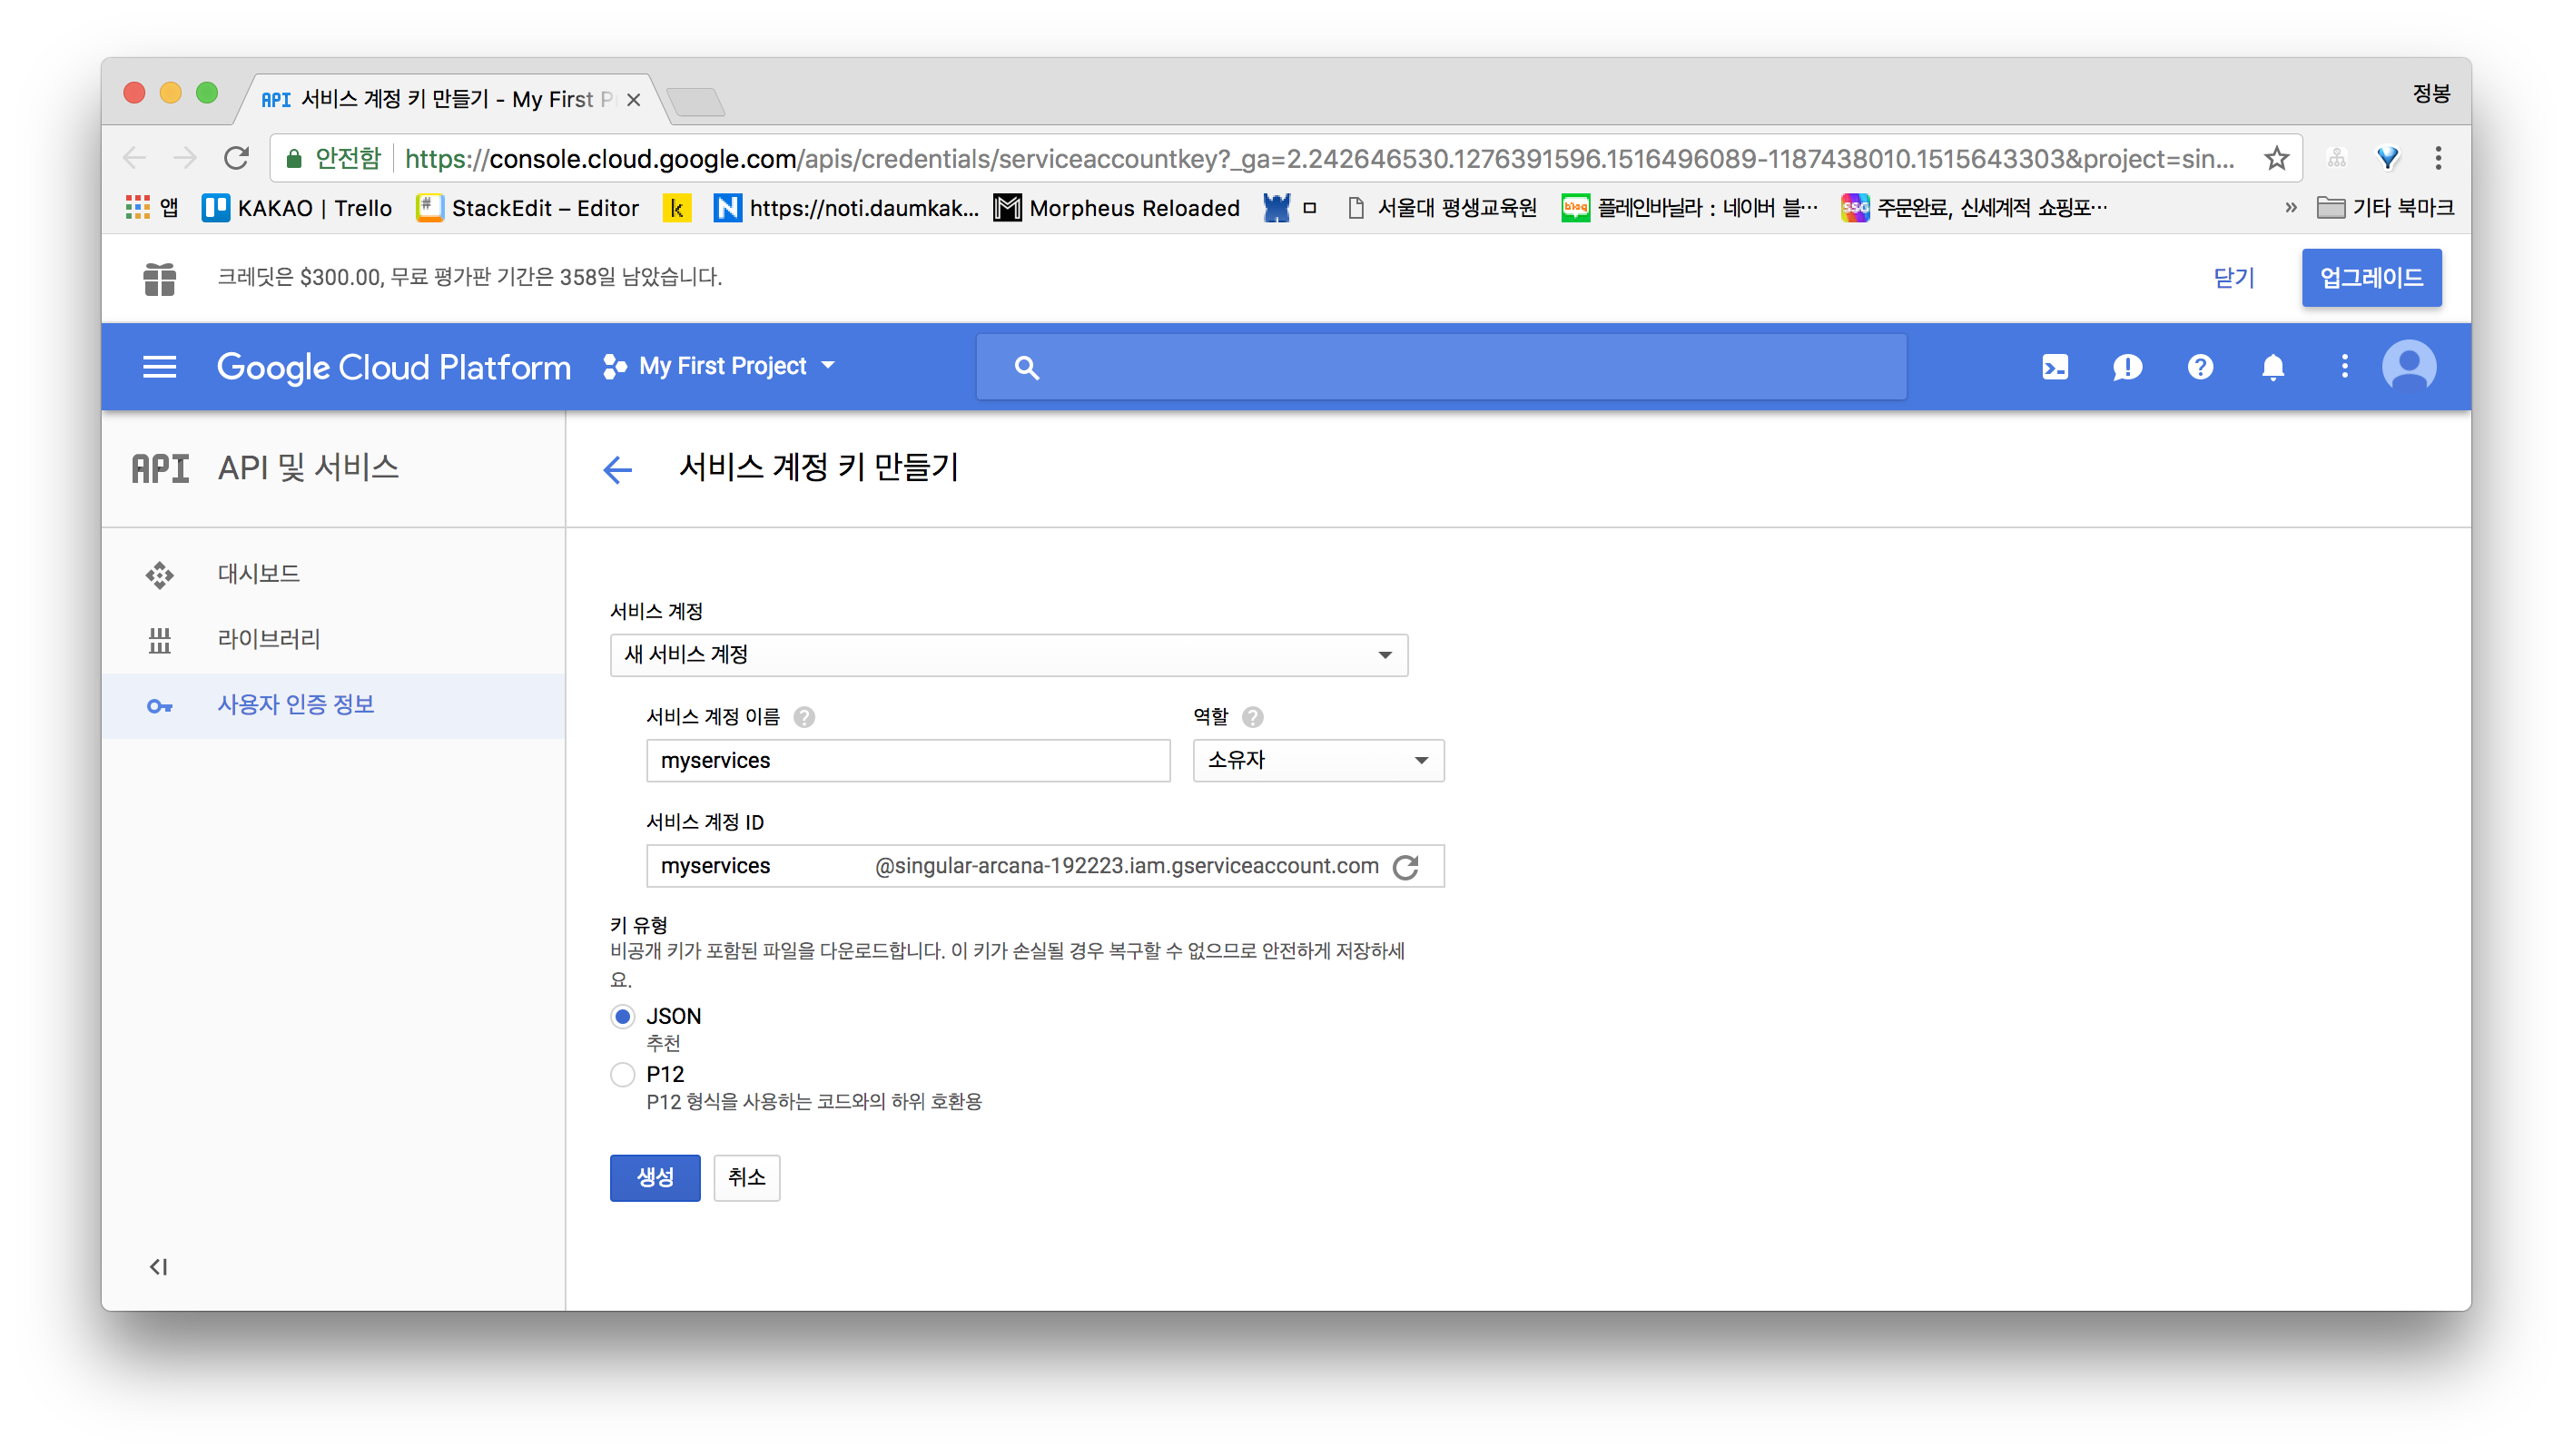 API 서비스 계정 키 만들기 - My First P
정봉
안전함 https://console.cloud.google.com/apis/credentials/serviceaccountkey?_ga=2.242646530.1276391596.1516496089-1187438010.1515643303&project=sin...
앱 KAKAO | Trello StackEdit – Editor k N https://noti.daumkak... M Morpheus Reloaded ㅁ 서울대 평생교육원 blog 플레인바닐라 : 네이버 블... SSG 주문완료, 신세계적 쇼핑포... » 기타 북마크
크레딧은 $300.00, 무료 평가판 기간은 358일 남았습니다.
닫기 업그레이드
Google Cloud Platform My First Project
API API 및 서비스
서비스 계정 키 만들기
대시보드
라이브러리
사용자 인증 정보
서비스 계정
새 서비스 계정
서비스 계정 이름 ? 역할 ?
myservices 소유자
서비스 계정 ID
myservices @singular-arcana-192223.iam.gserviceaccount.com
키 유형
비공개 키가 포함된 파일을 다운로드합니다. 이 키가 손실될 경우 복구할 수 없으므로 안전하게 저장하세
요.
JSON
추천
P12
P12 형식을 사용하는 코드와의 하위 호환용
생성 취소